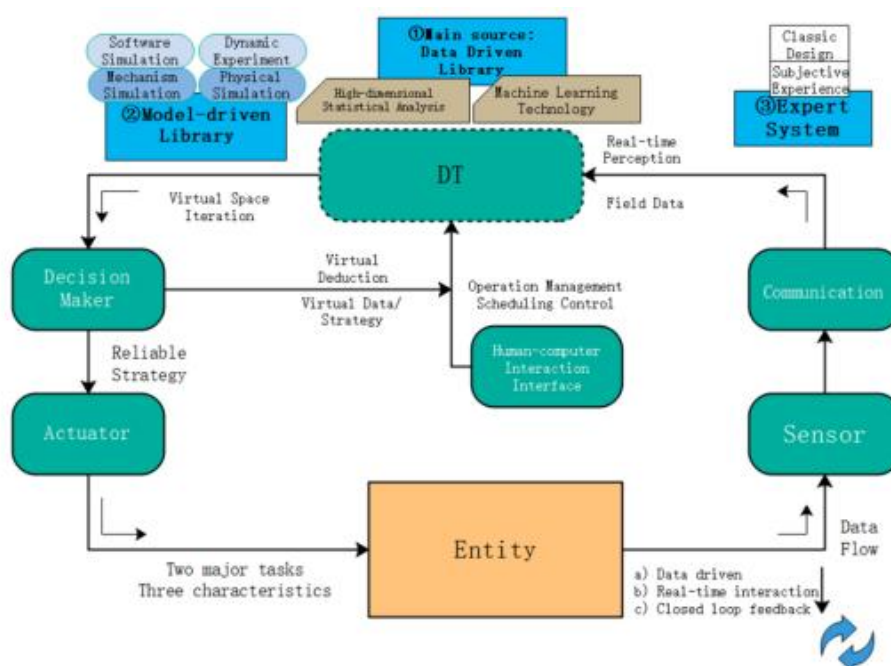 Software
Simulation
Dynamic
Experiment
Mechanism
Simulation
Physical
Simulation
②Model-driven
Library
①Main source:
Data Driven
Library
High-dimensional
Statistical Analysis
Machine Learning
Technology
Classic
Design
Subjective
Experience
③Expert
System
DT
Real-time
Perception
Field Data
Virtual Space
Iteration
Decision
Maker
Virtual
Deduction
Virtual Data/
Strategy
Operation Management
Scheduling Control
Communication
Human-computer
Interaction
Interface
Reliable
Strategy
Actuator
Sensor
Entity
Data
Flow
Two major tasks
Three characteristics
a) Data driven
b) Real-time interaction
c) Closed loop feedback